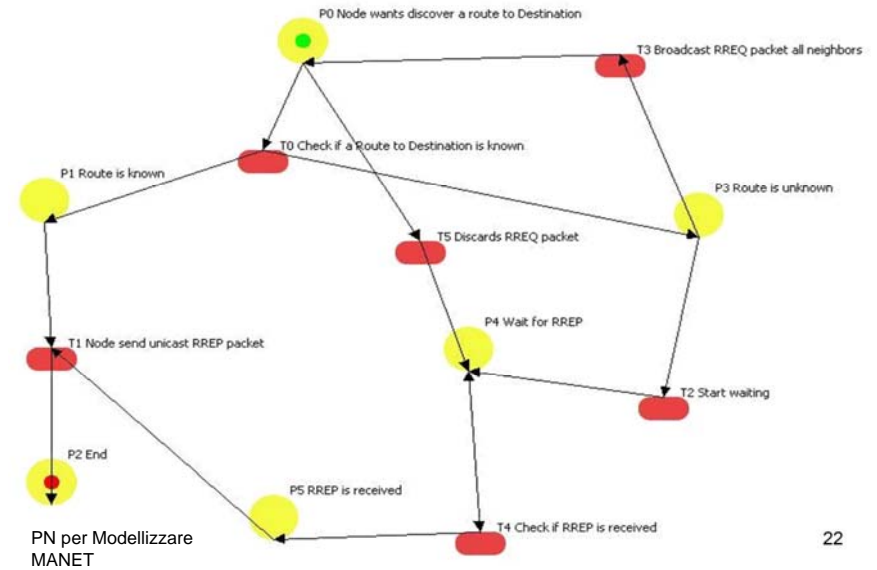 P0 Node wants discover a route to Destination
T3 Broadcast RREQ packet all neighbors
T0 Check if a Route to Destination is known
P1 Route is known
P3 Route is unknown
T5 Discards RREQ packet
P4 Wait for RREP
T1 Node send unicast RREP packet
T2 Start waiting
P2 End
P5 RREP is received
T4 Check if RREP is received
PN per Modellizzare
MANET
22